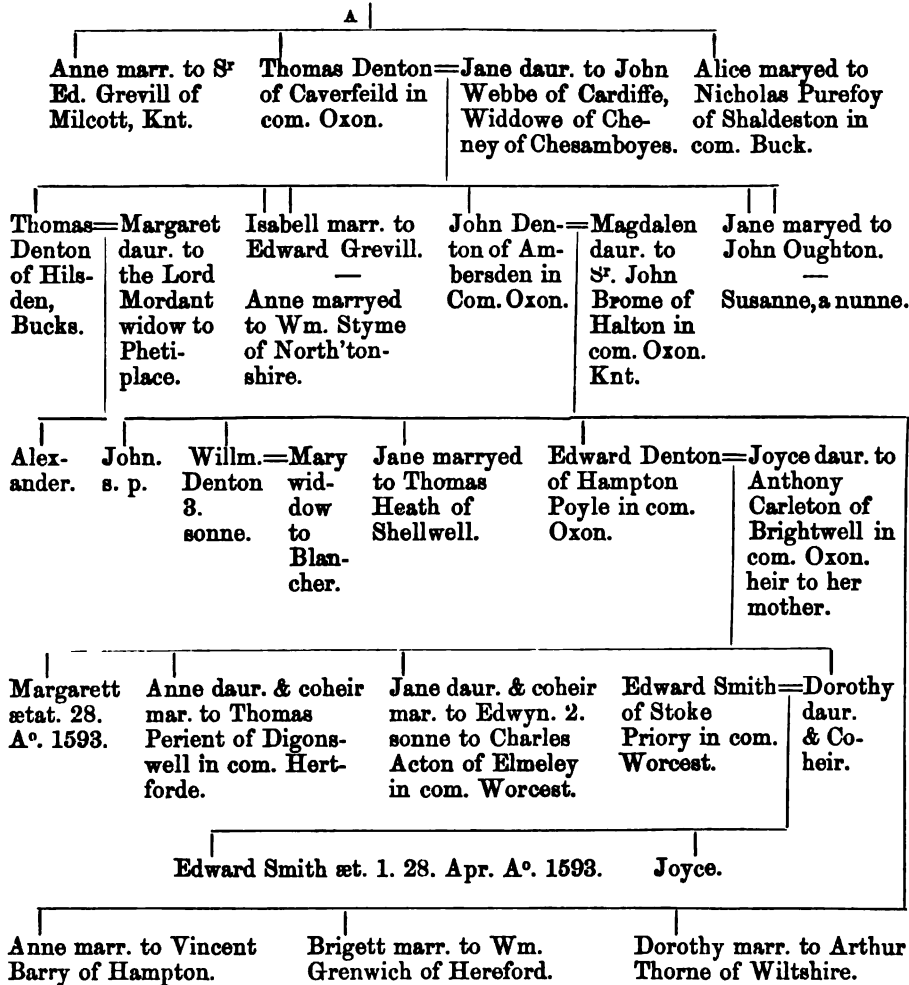 A
Anne marr. to Sr
Ed. Grevill of
Milcott, Knt.
Thomas Denton=
of Caverfeild in
com. Oxon.
Jane daur. to John
Webbe of Cardiffe,
Widdowe of Che-
ney of Chesamboyes.
Alice maryed to
Nicholas Purefoy
of Shaldeston in
com. Buck.
Thomas=
Denton
of Hils-
den,
Bucks.
Margaret
daur. to
the Lord
Mordant
widow to
Pheti-
place.
Isabell marr. to
Edward Grevill.
—
Anne marryed
to Wm. Styme
of North'ton-
shire.
John Den-=
ton of Am-
bersden in
Com. Oxon.
Magdalen
daur. to
Sr. John
Brome of
Halton in
com. Oxon.
Knt.
Jane maryed to
John Oughton.
—
Susanne, a nunne.
Alex-
ander.
John.
s. p.
Willm.=
Denton
3.
sonne.
Mary
wid-
dow
to
Blan-
cher.
Jane marryed
to Thomas
Heath of
Shellwell.
Edward Denton=
of Hampton
Poyle in com.
Oxon.
Joyce daur. to
Anthony
Carleton of
Brightwell in
com. Oxon.
heir to her
mother.
Margarett
ætat. 28.
Ao. 1593.
Anne daur. & coheir
mar. to Thomas
Perient of Digons-
well in com. Hert-
forde.
Jane daur. & coheir
mar. to Edwyn. 2.
sonne to Charles
Acton of Elmeley
in com. Worcest.
Edward Smith=
of Stoke
Priory in com.
Worcest.
Dorothy
daur.
& Co-
heir.
Edward Smith æt. 1. 28. Apr. Ao. 1593.
Joyce.
Anne marr. to Vincent
Barry of Hampton.
Brigett marr. to Wm.
Grenwich of Hereford.
Dorothy marr. to Arthur
Thorne of Wiltshire.